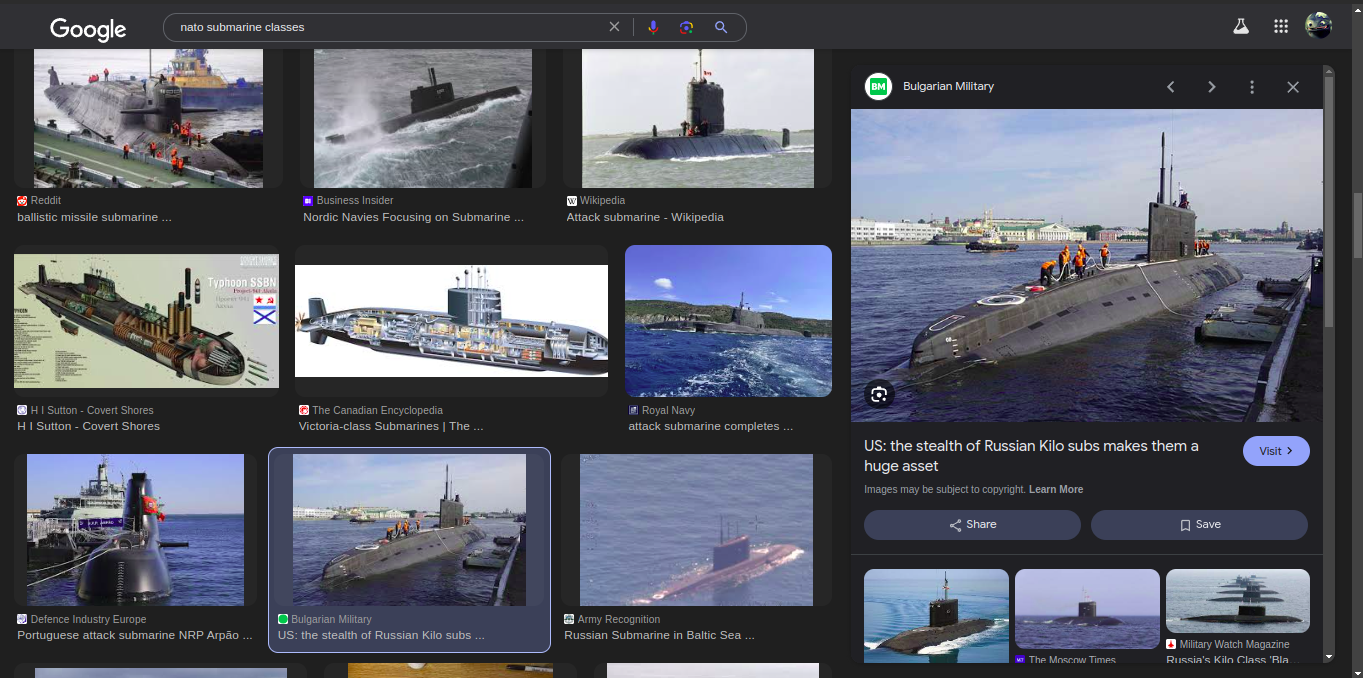 Google
nato submarine classes
Reddit
ballistic missile submarine ...
Business Insider
Nordic Navies Focusing on Submarine ...
Wikipedia
Attack submarine - Wikipedia
BM
Bulgarian Military
Typhoon SSBN
H I Sutton - Covert Shores
H I Sutton - Covert Shores
The Canadian Encyclopedia
Victoria-class Submarines | The ...
Royal Navy
attack submarine completes ...
US: the stealth of Russian Kilo subs makes them a
huge asset
Visit
Images may be subject to copyright. Learn More
Share
Save
Defence Industry Europe
Portuguese attack submarine NRP Arpão ...
Bulgarian Military
US: the stealth of Russian Kilo subs ...
Army Recognition
Russian Submarine in Baltic Sea ...
The Moscow Times
Military Watch Magazine
Russia's Kilo Class 'Bla...